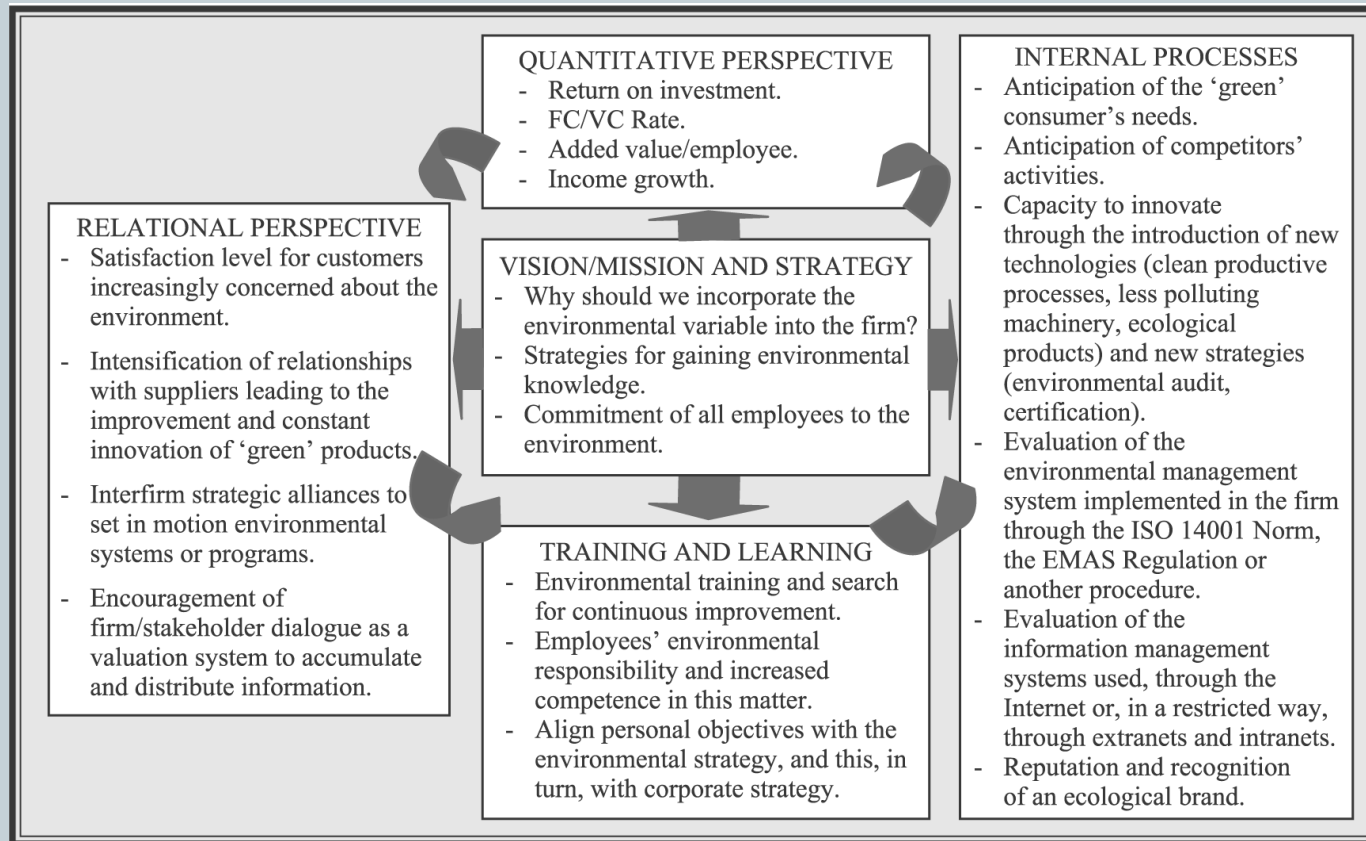 QUANTITATIVE PERSPECTIVE
- Return on investment.
- FC/VC Rate.
- Added value/employee.
- Income growth.
RELATIONAL PERSPECTIVE
- Satisfaction level for customers
increasingly concerned about the
environment.
- Intensification of relationships
with suppliers leading to the
improvement and constant
innovation of ‘green’ products.
- Interfirm strategic alliances to
set in motion environmental
systems or programs.
- Encouragement of
firm/stakeholder dialogue as a
valuation system to accumulate
and distribute information.
VISION/MISSION AND STRATEGY
- Why should we incorporate the
environmental variable into the firm?
- Strategies for gaining environmental
knowledge.
- Commitment of all employees to the
environment.
TRAINING AND LEARNING
- Environmental training and search
for continuous improvement.
- Employees’ environmental
responsibility and increased
competence in this matter.
- Align personal objectives with the
environmental strategy, and this, in
turn, with corporate strategy.
INTERNAL PROCESSES
- Anticipation of the ‘green’
consumer’s needs.
- Anticipation of competitors’
activities.
- Capacity to innovate
through the introduction of new
technologies (clean productive
processes, less polluting
machinery, ecological
products) and new strategies
(environmental audit,
certification).
- Evaluation of the
environmental management
system implemented in the firm
through the ISO 14001 Norm,
the EMAS Regulation or
another procedure.
- Evaluation of the
information management
systems used, through the
Internet or, in a restricted way,
through extranets and intranets.
- Reputation and recognition
of an ecological brand.